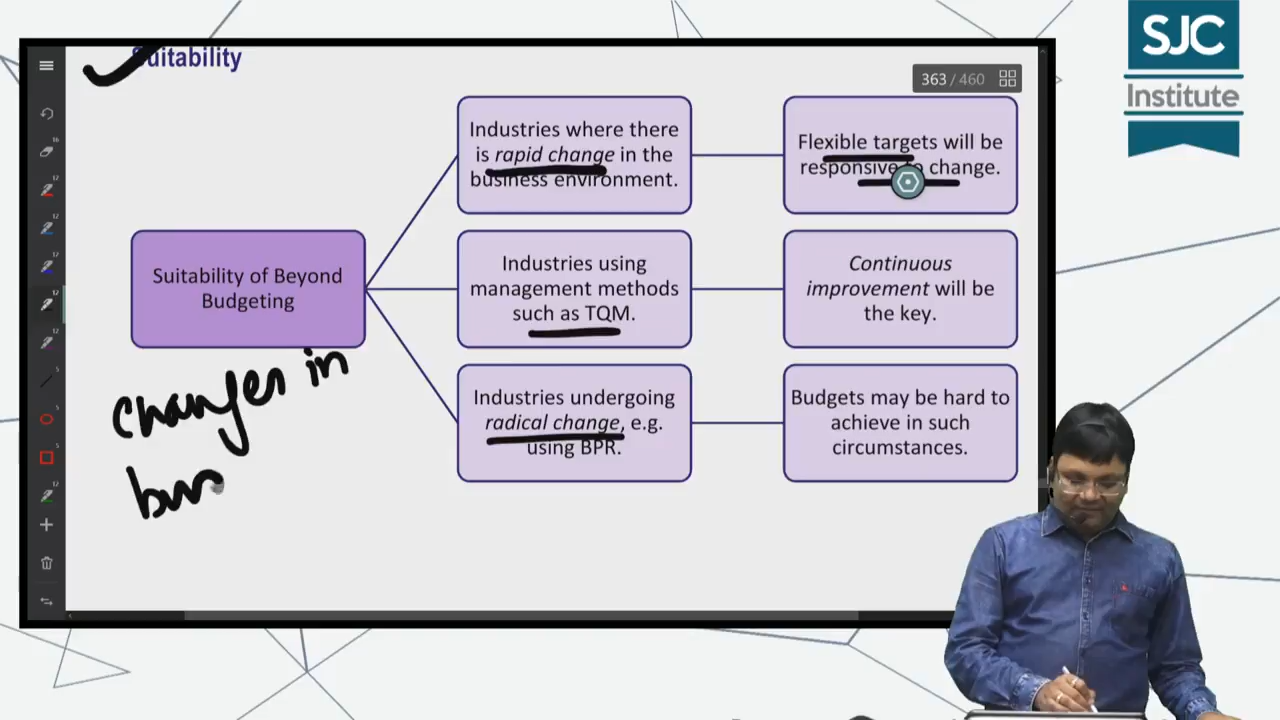 Suitability
363 / 460
SJC
Institute
Industries where there
is rapid change in the
business environment.
Flexible targets will be
responsive to change.
Suitability of Beyond
Budgeting
Industries using
management methods
such as TQM.
Continuous
improvement will be
the key.
Industries undergoing
radical change, e.g.
using BPR.
Budgets may be hard to
achieve in such
circumstances.
changes in
bus